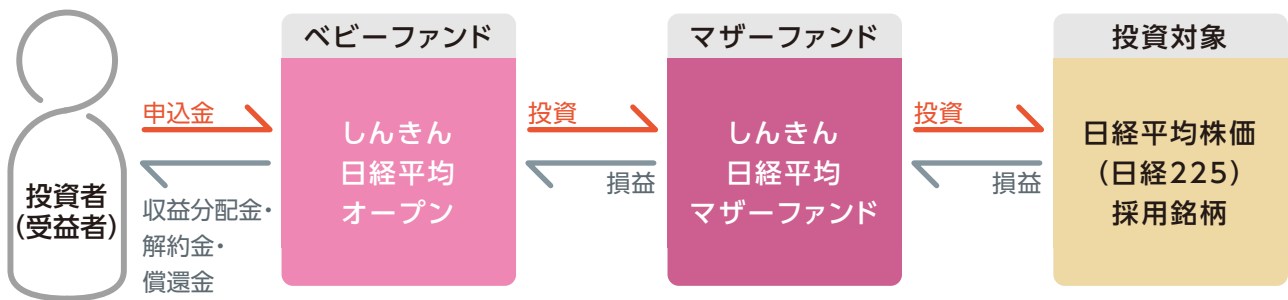 投資者
(受益者)
申込金
収益分配金・
解約金・
償還金
ベビーファンド
しんきん
日経平均
オープン
投資
損益
マザーファンド
しんきん
日経平均
マザーファンド
投資
損益
投資対象
日経平均株価
(日経225)
採用銘柄